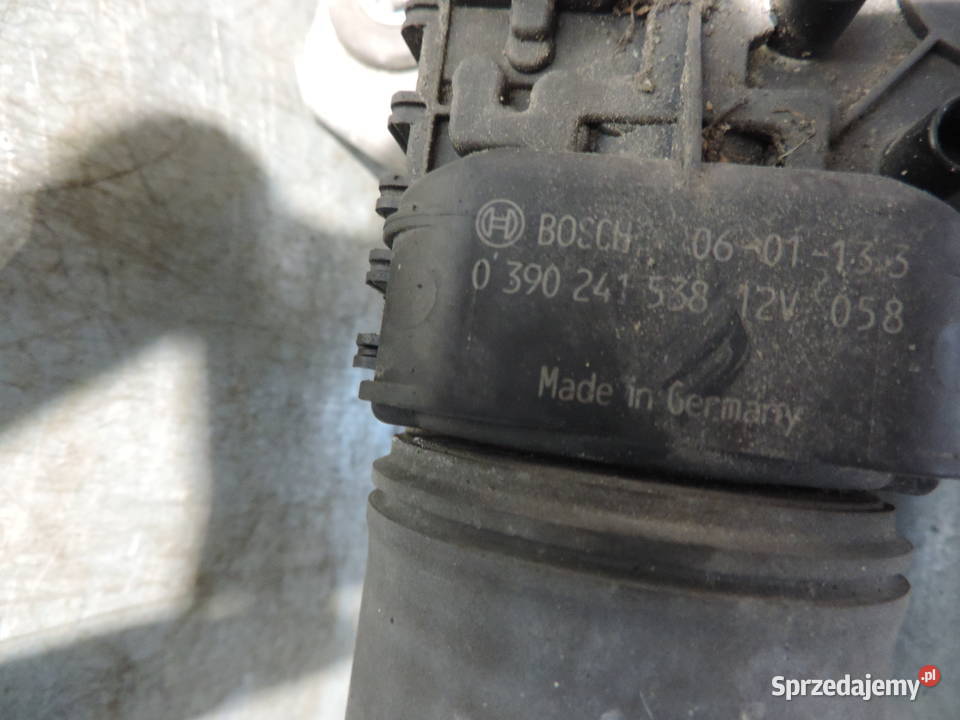 BOSCH 06-01-13.3
0 390 241 538 12V 058
Made in Germany
Sprzedajemy.pl